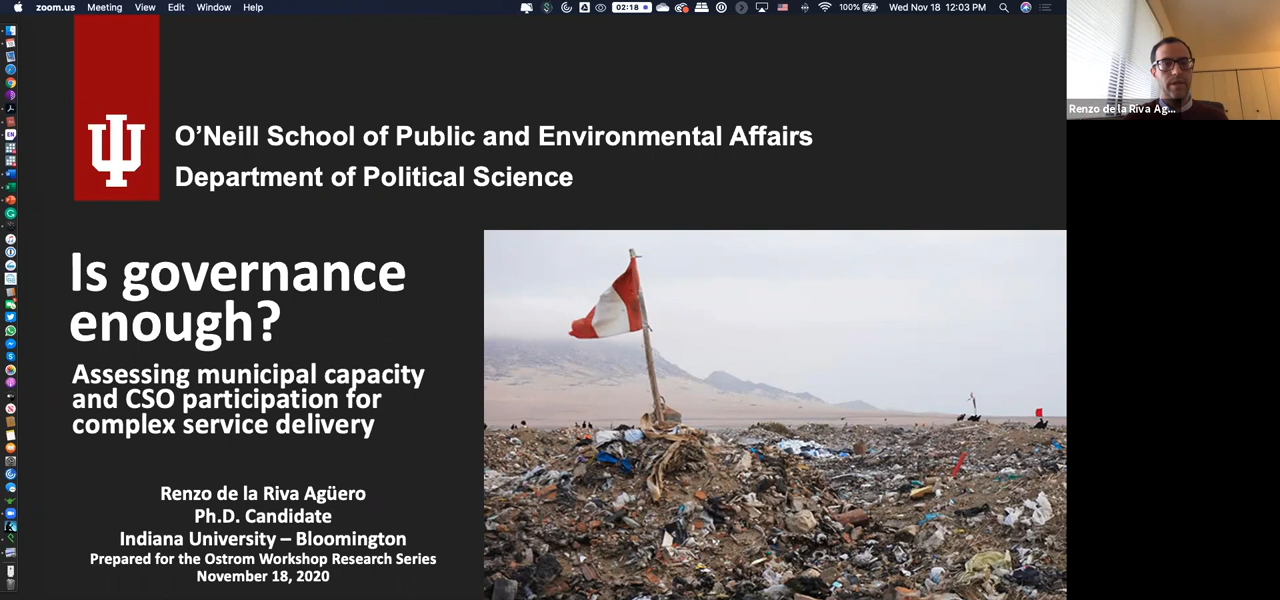 zoom.us Meeting View Edit Window Help
02:18
100%
Wed Nov 18 12:03 PM
Renzo de la Riva Ag...
O'Neill School of Public and Environmental Affairs
Department of Political Science
Is governance
enough?
Assessing municipal capacity
and CSO participation for
complex service delivery
Renzo de la Riva Agüero
Ph.D. Candidate
Indiana University – Bloomington
Prepared for the Ostrom Workshop Research Series
November 18, 2020